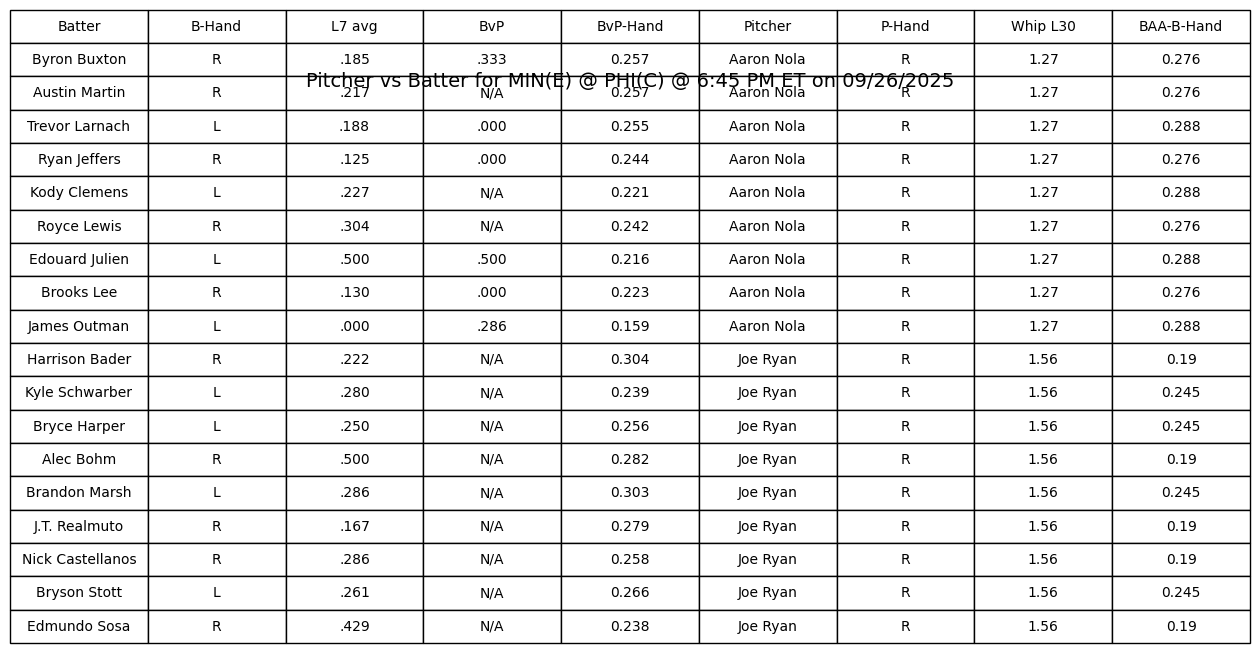 Batter B-Hand L7 avg BvP BvP-Hand Pitcher P-Hand Whip L30 BAA-B-Hand
Byron Buxton R .185 .333 0.257 Aaron Nola R 1.27 0.276
Pitcher vs Batter for MIN(E) @ PHI(C) @ 6:45 PM ET on 09/26/2025
Austin Martin R .217 N/A 0.257 Aaron Nola R 1.27 0.276
Trevor Larnach L .188 .000 0.255 Aaron Nola R 1.27 0.288
Ryan Jeffers R .125 .000 0.244 Aaron Nola R 1.27 0.276
Kody Clemens L .227 N/A 0.221 Aaron Nola R 1.27 0.288
Royce Lewis R .304 N/A 0.242 Aaron Nola R 1.27 0.276
Edouard Julien L .500 .500 0.216 Aaron Nola R 1.27 0.288
Brooks Lee R .130 .000 0.223 Aaron Nola R 1.27 0.276
James Outman L .000 .286 0.159 Aaron Nola R 1.27 0.288
Harrison Bader R .222 N/A 0.304 Joe Ryan R 1.56 0.19
Kyle Schwarber L .280 N/A 0.239 Joe Ryan R 1.56 0.245
Bryce Harper L .250 N/A 0.256 Joe Ryan R 1.56 0.245
Alec Bohm R .500 N/A 0.282 Joe Ryan R 1.56 0.19
Brandon Marsh L .286 N/A 0.303 Joe Ryan R 1.56 0.245
J.T. Realmuto R .167 N/A 0.279 Joe Ryan R 1.56 0.19
Nick Castellanos R .286 N/A 0.258 Joe Ryan R 1.56 0.19
Bryson Stott L .261 N/A 0.266 Joe Ryan R 1.56 0.245
Edmundo Sosa R .429 N/A 0.238 Joe Ryan R 1.56 0.19